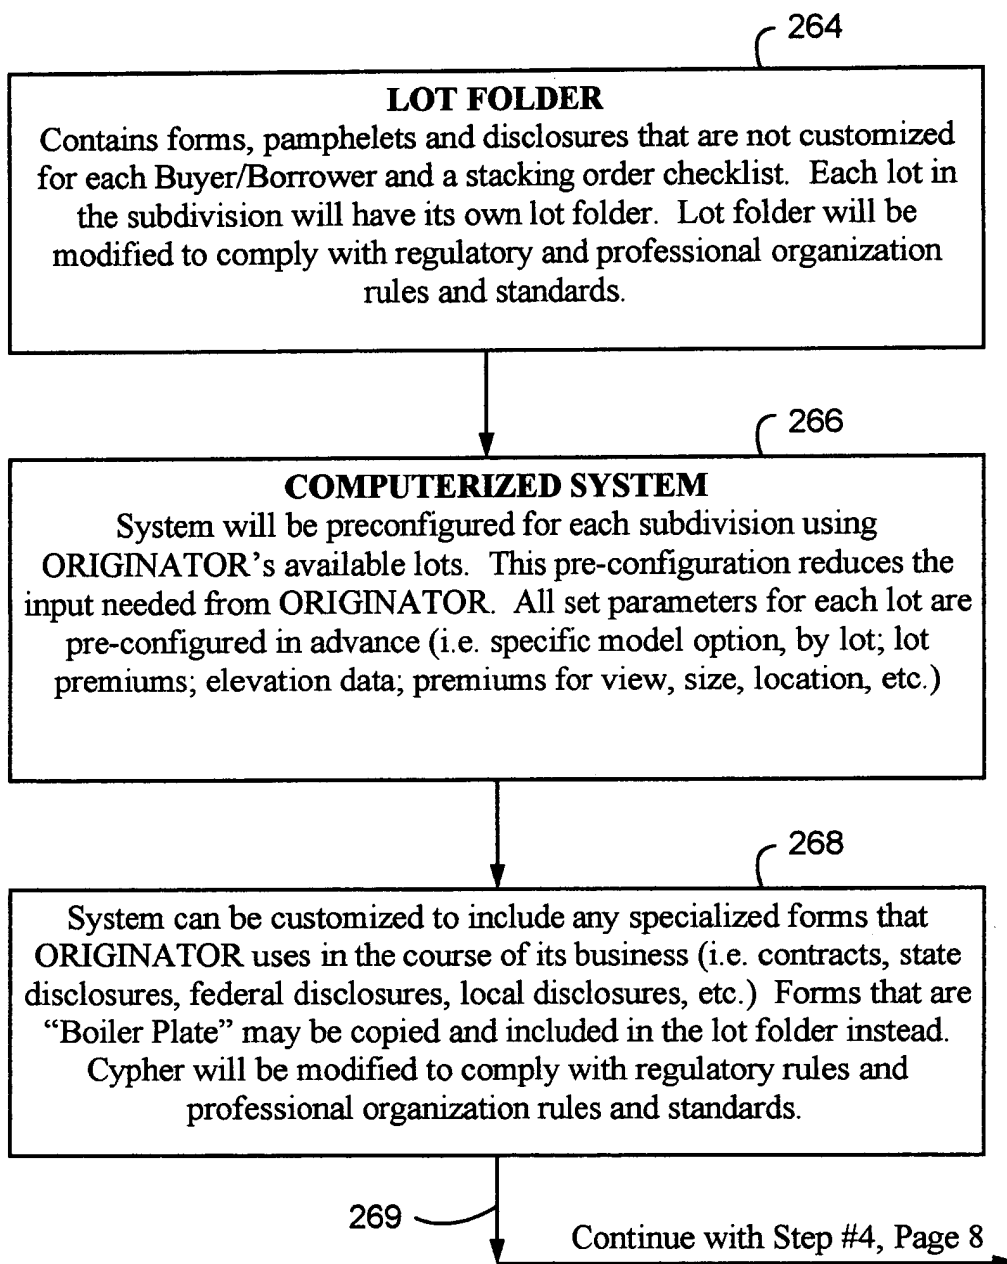 264
LOT FOLDER
Contains forms, pamphelets and disclosures that are not customized
for each Buyer/Borrower and a stacking order checklist. Each lot in
the subdivision will have its own lot folder. Lot folder will be
modified to comply with regulatory and professional organization
rules and standards.
266
COMPUTERIZED SYSTEM
System will be preconfigured for each subdivision using
ORIGINATOR's available lots. This pre-configuration reduces the
input needed from ORIGINATOR. All set parameters for each lot are
pre-configured in advance (i.e. specific model option, by lot; lot
premiums; elevation data; premiums for view, size, location, etc.)
268
System can be customized to include any specialized forms that
ORIGINATOR uses in the course of its business (i.e. contracts, state
disclosures, federal disclosures, local disclosures, etc.) Forms that are
“Boiler Plate” may be copied and included in the lot folder instead.
Cypher will be modified to comply with regulatory rules and
professional organization rules and standards.
269
Continue with Step #4, Page 8